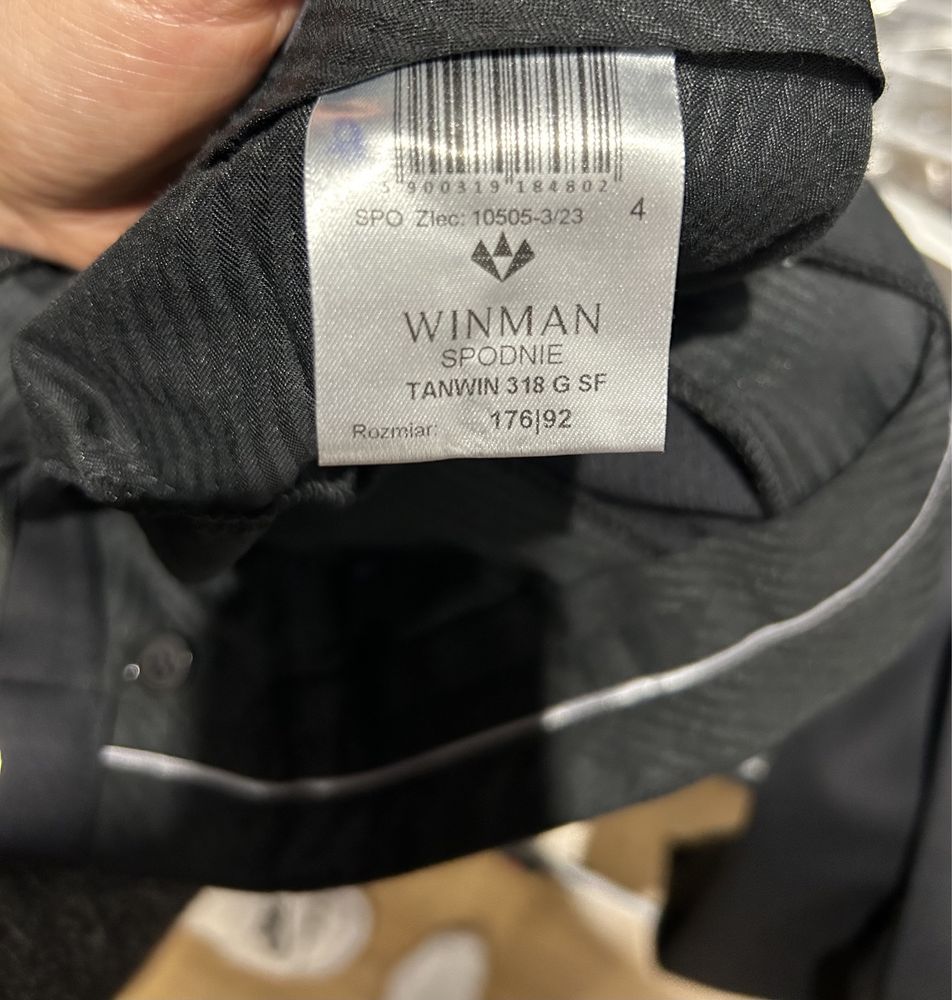 5 900319 184802
SPO Zlec: 10505-3/23 4
WINMAN
SPODNIE
TANWIN 318 G SF
Rozmiar: 176|92